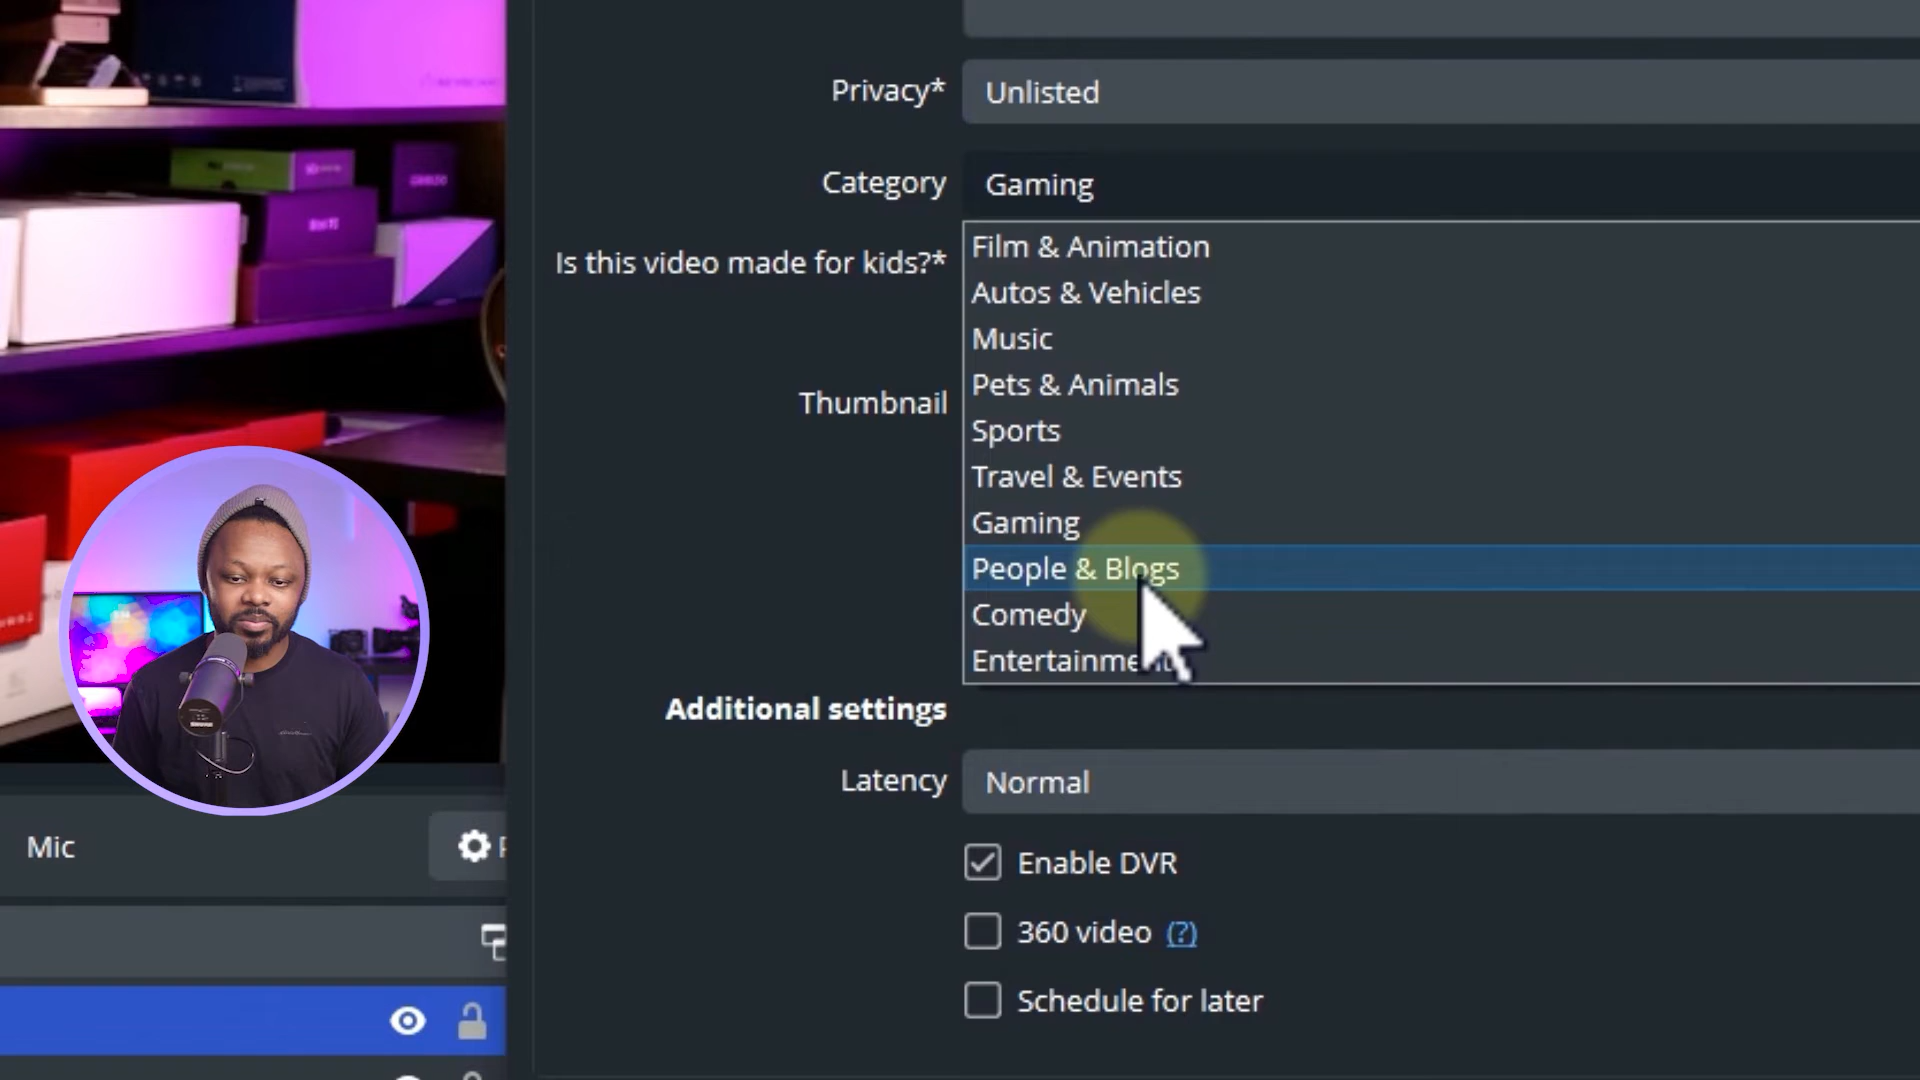 Privacy*
Unlisted
Category
Gaming
Is this video made for kids?*
Film & Animation
Autos & Vehicles
Music
Pets & Animals
Thumbnail
Sports
Travel & Events
Gaming
People & Blogs
Comedy
Entertainment
Additional settings
Latency
Normal
Mic
Enable DVR
360 video (?)
Schedule for later